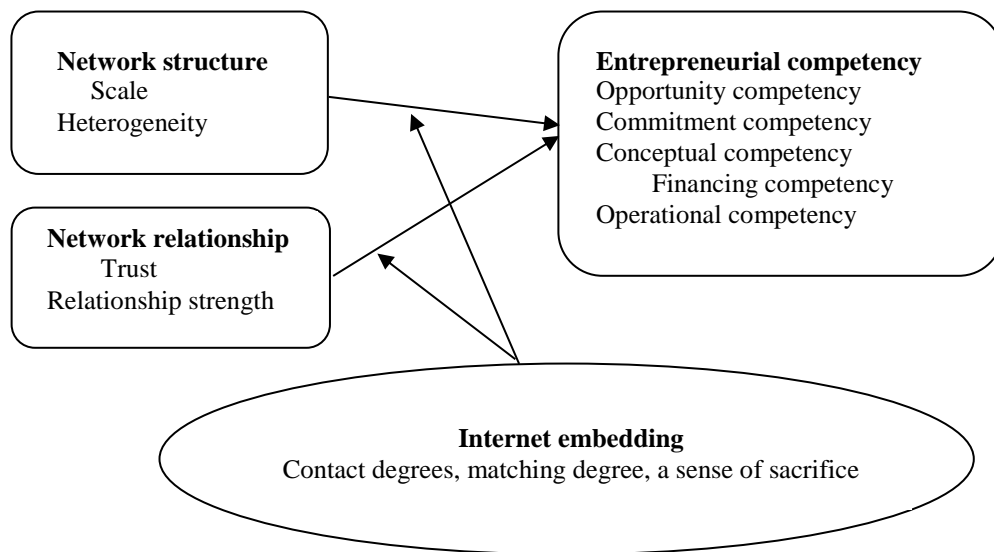 Network structure
Scale
Heterogeneity
Entrepreneurial competency
Opportunity competency
Commitment competency
Conceptual competency
Financing competency
Operational competency
Network relationship
Trust
Relationship strength
Internet embedding
Contact degrees, matching degree, a sense of sacrifice